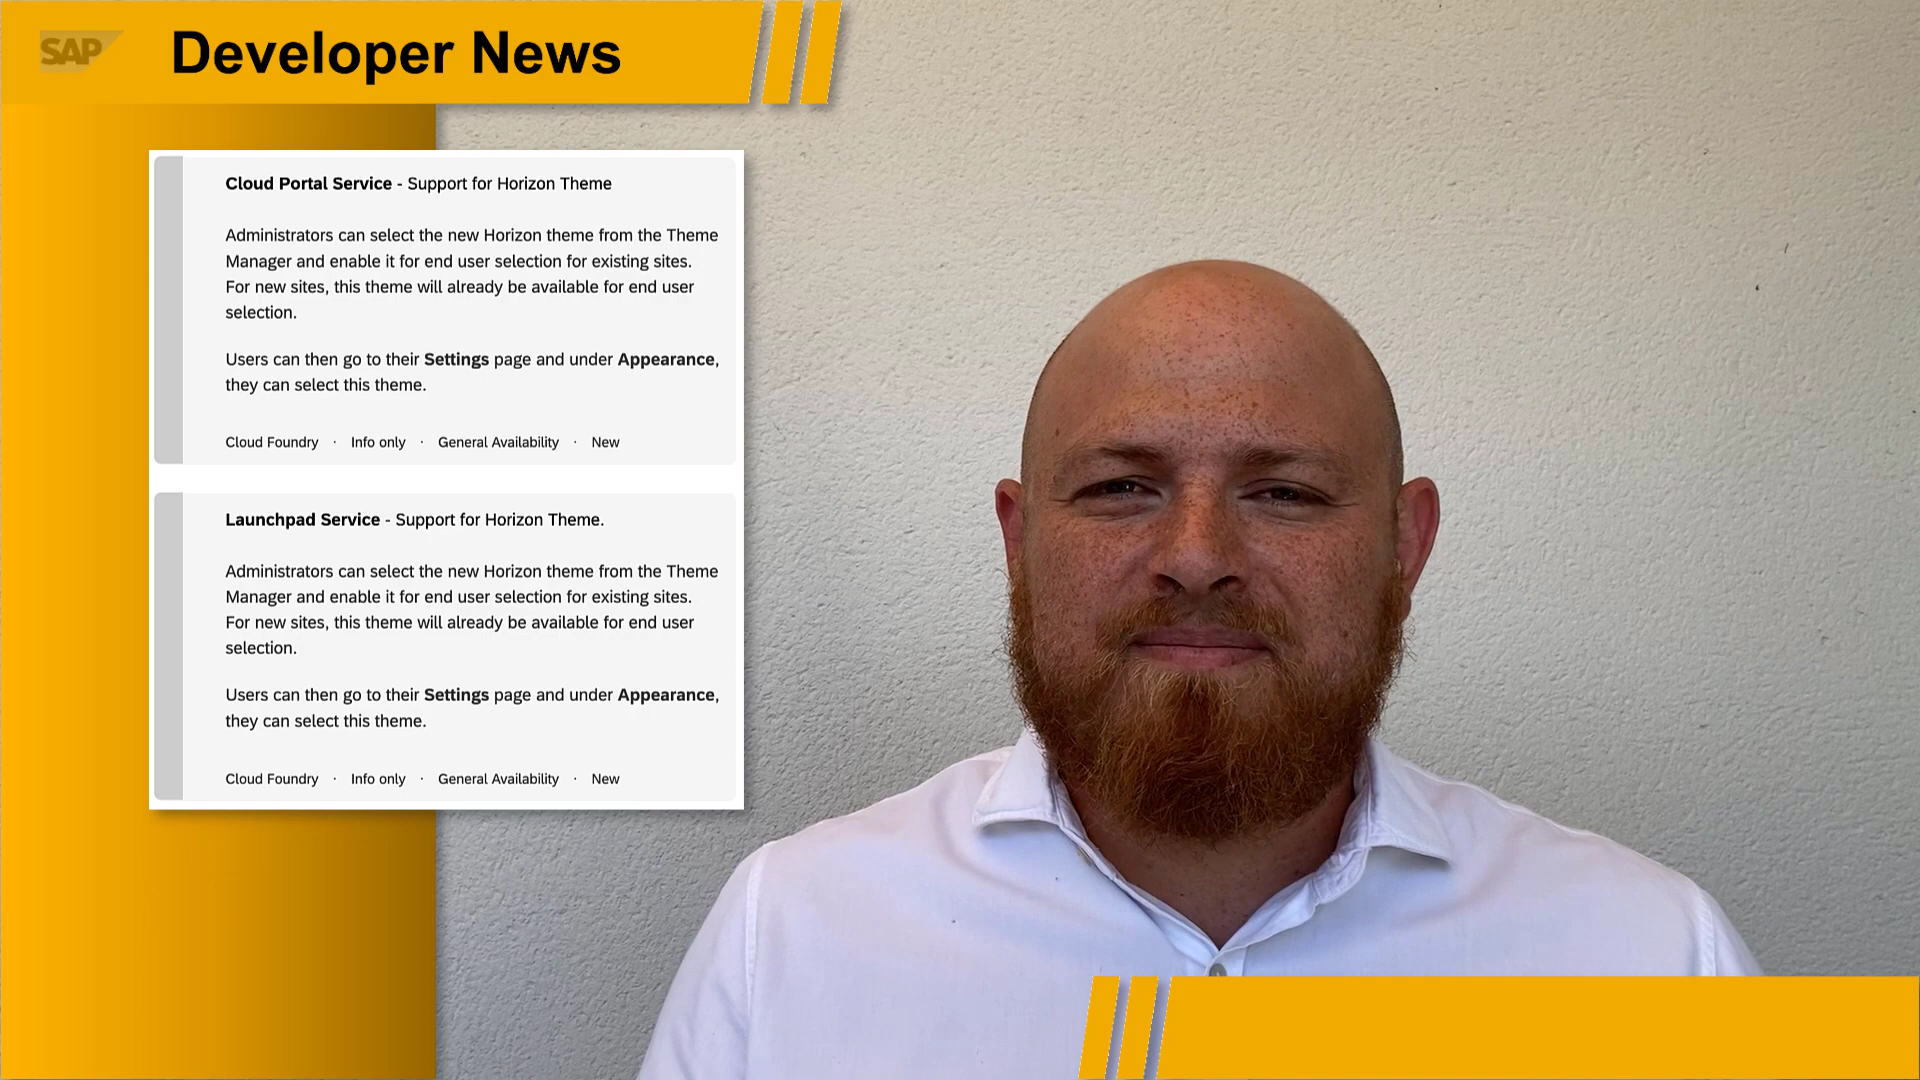 SAP
Developer News
Cloud Portal Service - Support for Horizon Theme
Administrators can select the new Horizon theme from the Theme
Manager and enable it for end user selection for existing sites.
For new sites, this theme will already be available for end user
selection.
Users can then go to their Settings page and under Appearance,
they can select this theme.
Cloud Foundry · Info only · General Availability · New
Launchpad Service - Support for Horizon Theme.
Administrators can select the new Horizon theme from the Theme
Manager and enable it for end user selection for existing sites.
For new sites, this theme will already be available for end user
selection.
Users can then go to their Settings page and under Appearance,
they can select this theme.
Cloud Foundry · Info only · General Availability · New